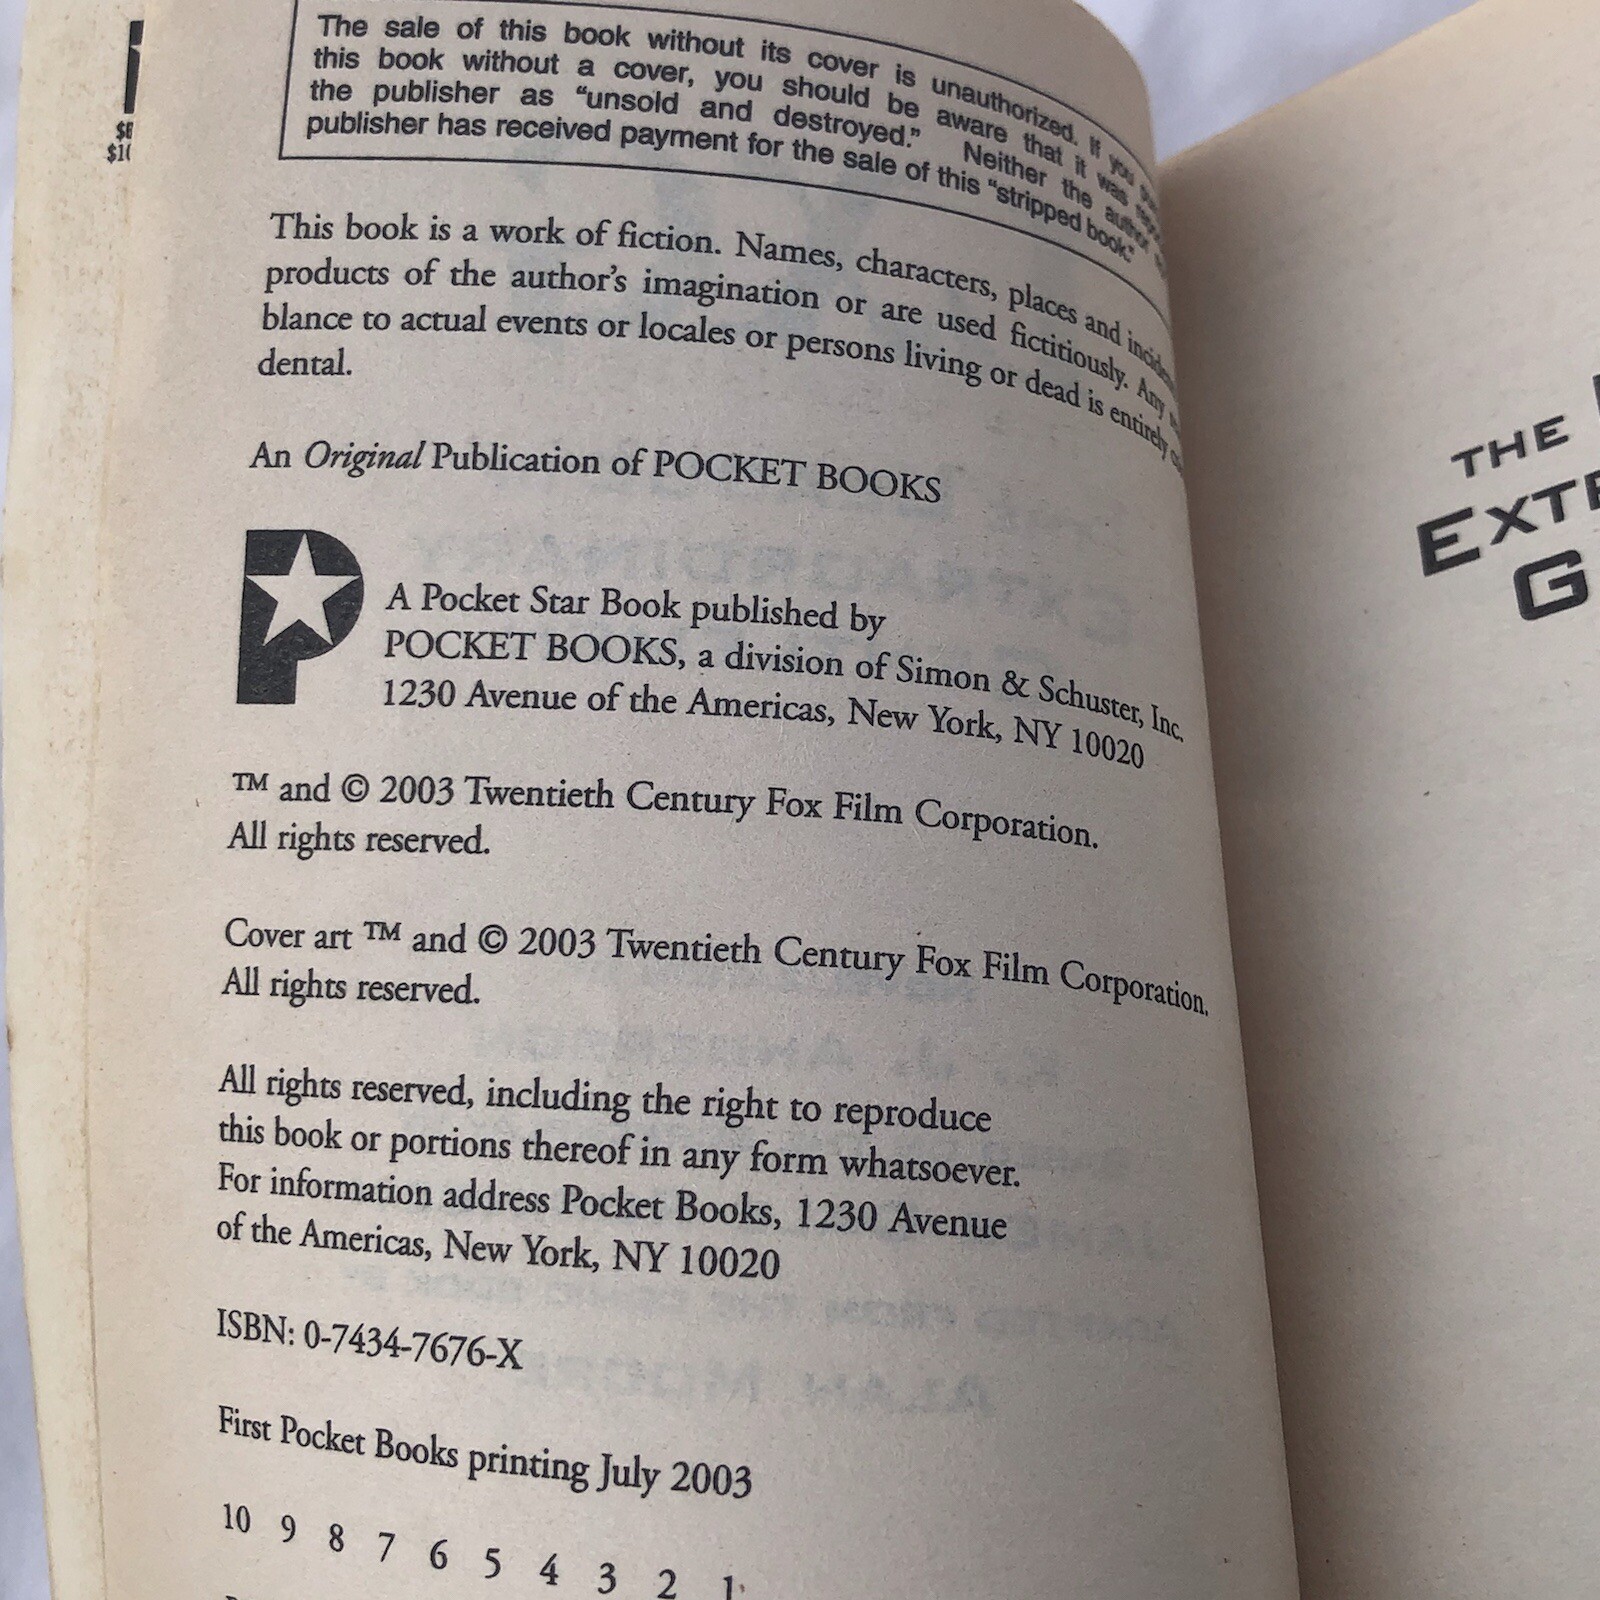 The sale of this book without its cover is unauthorized. If you
this book without a cover, you should be aware that it was
the publisher as “unsold and destroyed.” Neither the author
publisher has received payment for the sale of this “stripped book.”
This book is a work of fiction. Names, characters, places and
products of the author’s imagination or are used fictitiously. Any
blance to actual events or locales or persons living or dead is entirely
dental.
An Original Publication of POCKET BOOKS
A Pocket Star Book published by
POCKET BOOKS, a division of Simon & Schuster, Inc.
1230 Avenue of the Americas, New York, NY 10020
™ and © 2003 Twentieth Century Fox Film Corporation.
All rights reserved.
Cover art ™ and © 2003 Twentieth Century Fox Film Corporation.
All rights reserved.
All rights reserved, including the right to reproduce
this book or portions thereof in any form whatsoever.
For information address Pocket Books, 1230 Avenue
of the Americas, New York, NY 10020
ISBN: 0-7434-7676-X
First Pocket Books printing July 2003
10 9 8 7 6 5 4 3 2 1
THE
EXTR
G